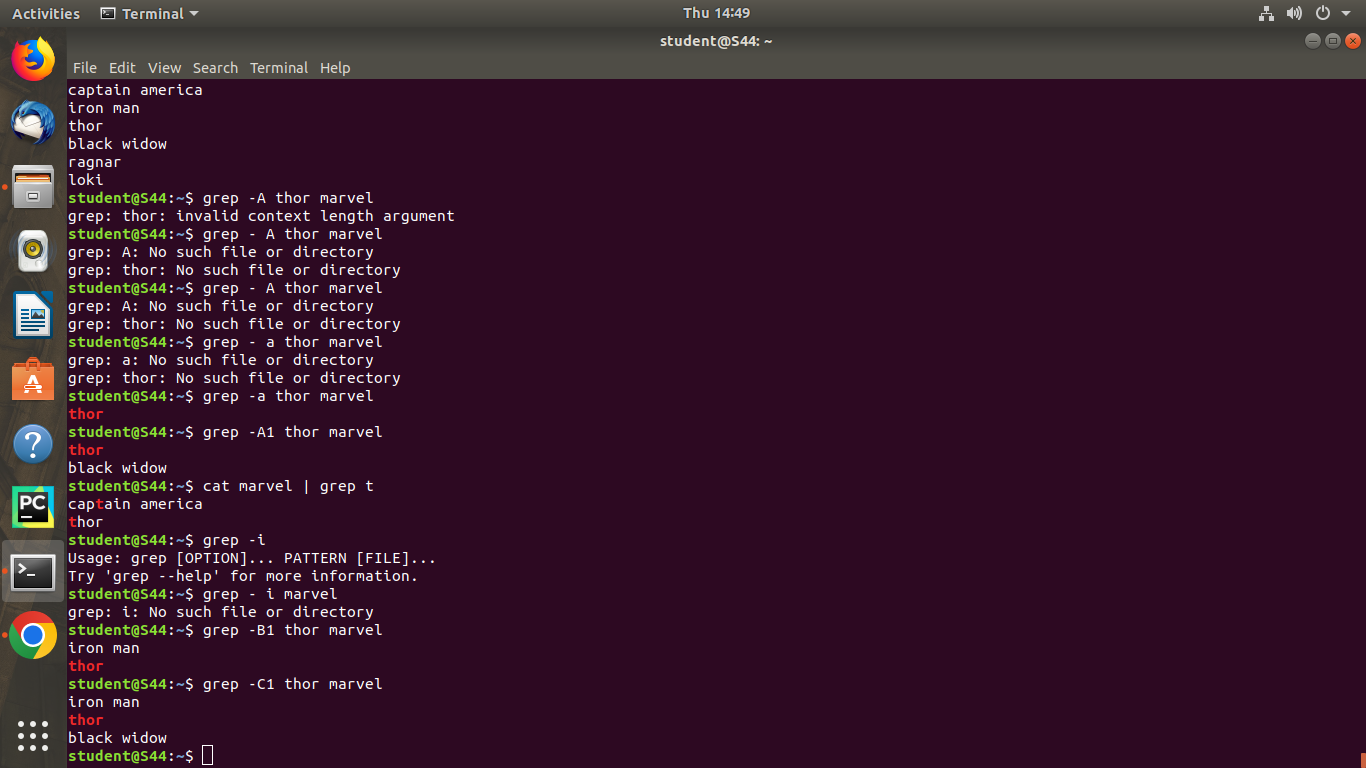 Activities Terminal Thu 14:49
student@S44: ~
File Edit View Search Terminal Help
captain america
iron man
thor
black widow
ragnar
loki
student@S44:~$ grep -A thor marvel
grep: thor: invalid context length argument
student@S44:~$ grep - A thor marvel
grep: A: No such file or directory
grep: thor: No such file or directory
student@S44:~$ grep - A thor marvel
grep: A: No such file or directory
grep: thor: No such file or directory
student@S44:~$ grep - a thor marvel
grep: a: No such file or directory
grep: thor: No such file or directory
student@S44:~$ grep -a thor marvel
thor
student@S44:~$ grep -A1 thor marvel
thor
black widow
student@S44:~$ cat marvel | grep t
captain america
thor
student@S44:~$ grep -i
Usage: grep [OPTION]... PATTERN [FILE]...
Try 'grep --help' for more information.
student@S44:~$ grep - i marvel
grep: i: No such file or directory
student@S44:~$ grep -B1 thor marvel
iron man
thor
student@S44:~$ grep -C1 thor marvel
iron man
thor
black widow
student@S44:~$
PC